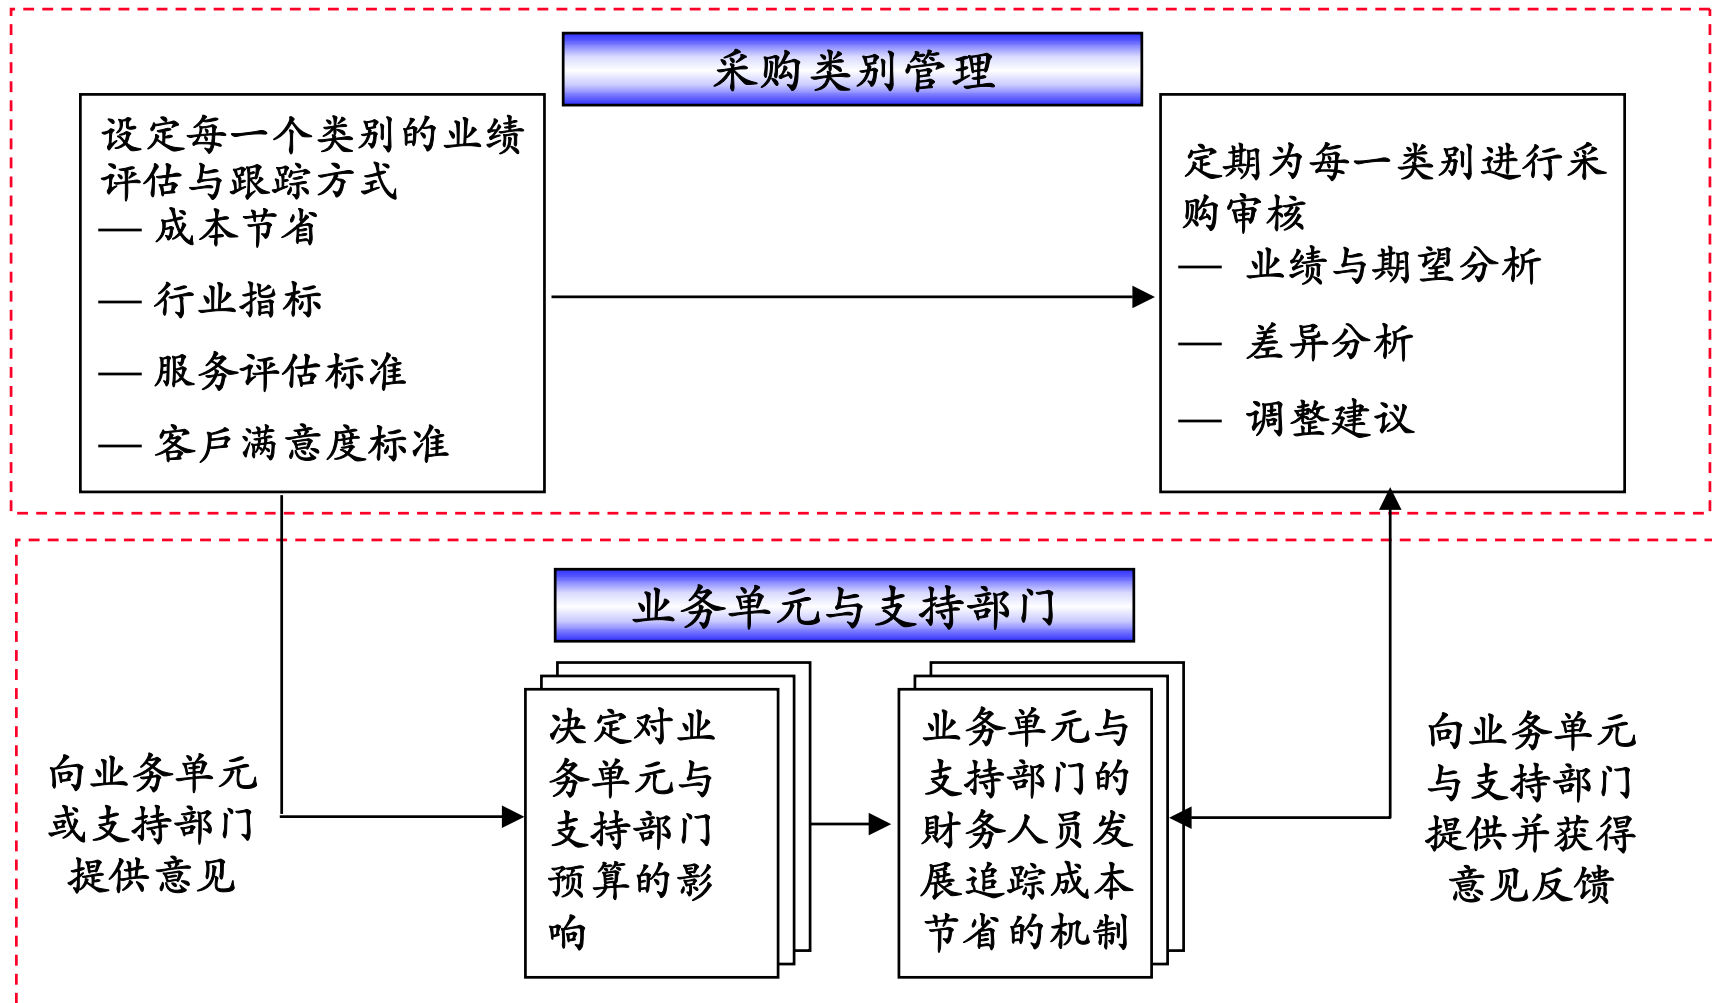 采购类别管理
设定每一个类别的业绩
评估与跟踪方式
— 成本节省
— 行业指标
— 服务评估标准
— 客戶满意度标准
定期为每一类别进行采
购审核
— 业绩与期望分析
— 差异分析
— 调整建议
业务单元与支持部门
向业务单元
或支持部门
提供意见
决定对业
务单元与
支持部门
预算的影
响
业务单元与
支持部门的
財务人员发
展追踪成本
节省的机制
向业务单元
与支持部门
提供并获得
意见反馈